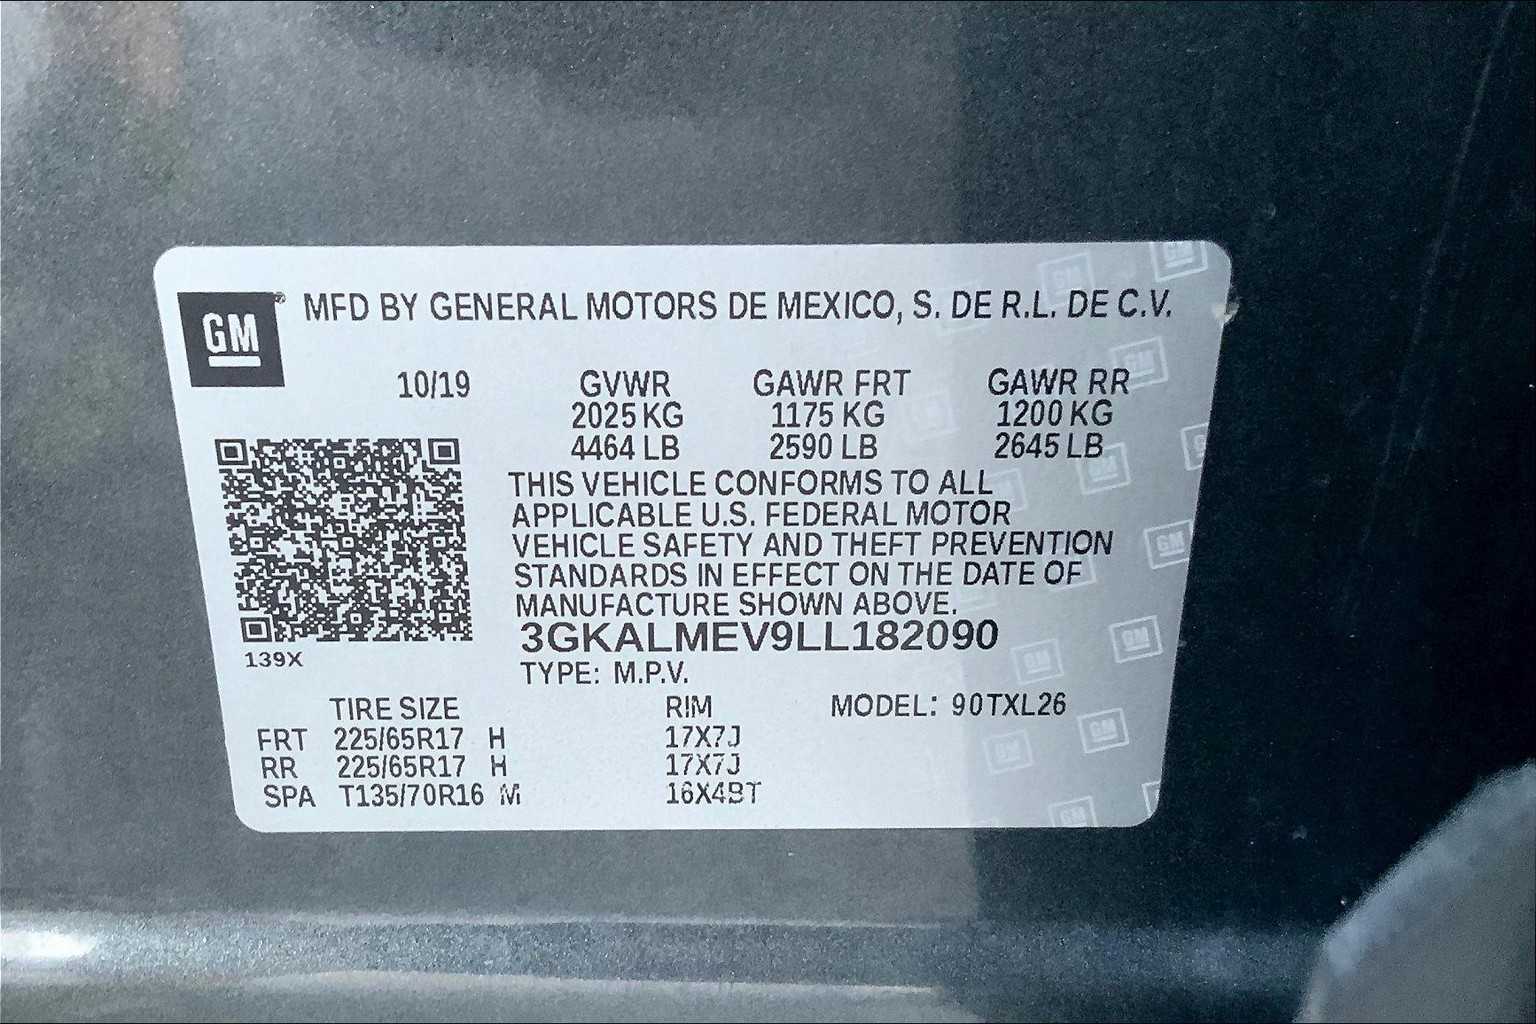 GM
MFD BY GENERAL MOTORS DE MEXICO, S. DE R.L. DE C.V.
10/19 GVWR GAWR FRT GAWR RR
2025 KG 1175 KG 1200 KG
4464 LB 2590 LB 2645 LB
THIS VEHICLE CONFORMS TO ALL
APPLICABLE U.S. FEDERAL MOTOR
VEHICLE SAFETY AND THEFT PREVENTION
STANDARDS IN EFFECT ON THE DATE OF
MANUFACTURE SHOWN ABOVE.
3GKALMEV9LL182090
139X
TYPE: M.P.V.
TIRE SIZE RIM MODEL: 90TXL26
FRT 225/65R17 H 17X7J
RR 225/65R17 H 17X7J
SPA T135/70R16 M 16X4BT